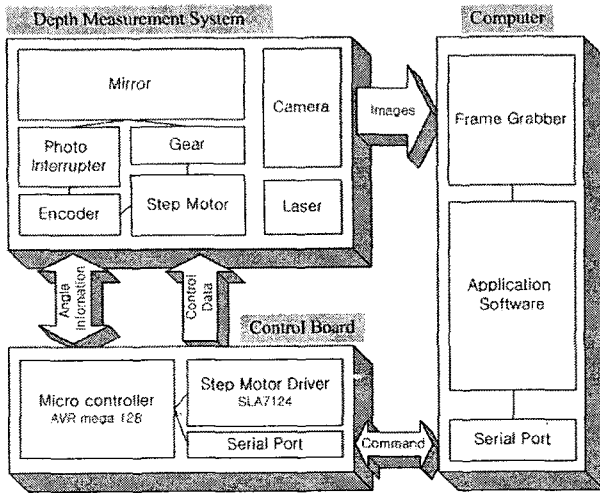 Depth Measurement System
Mirror
Photo
Interrupter
Gear
Encoder
Step Motor
Camera
Laser
Images
Computer
Frame Grabber
Application
Software
Serial Port
Angle
Information
Control
Data
Control Board
Micro controller
AVR mega 128
Step Motor Driver
SLA7124
Serial Port
Command